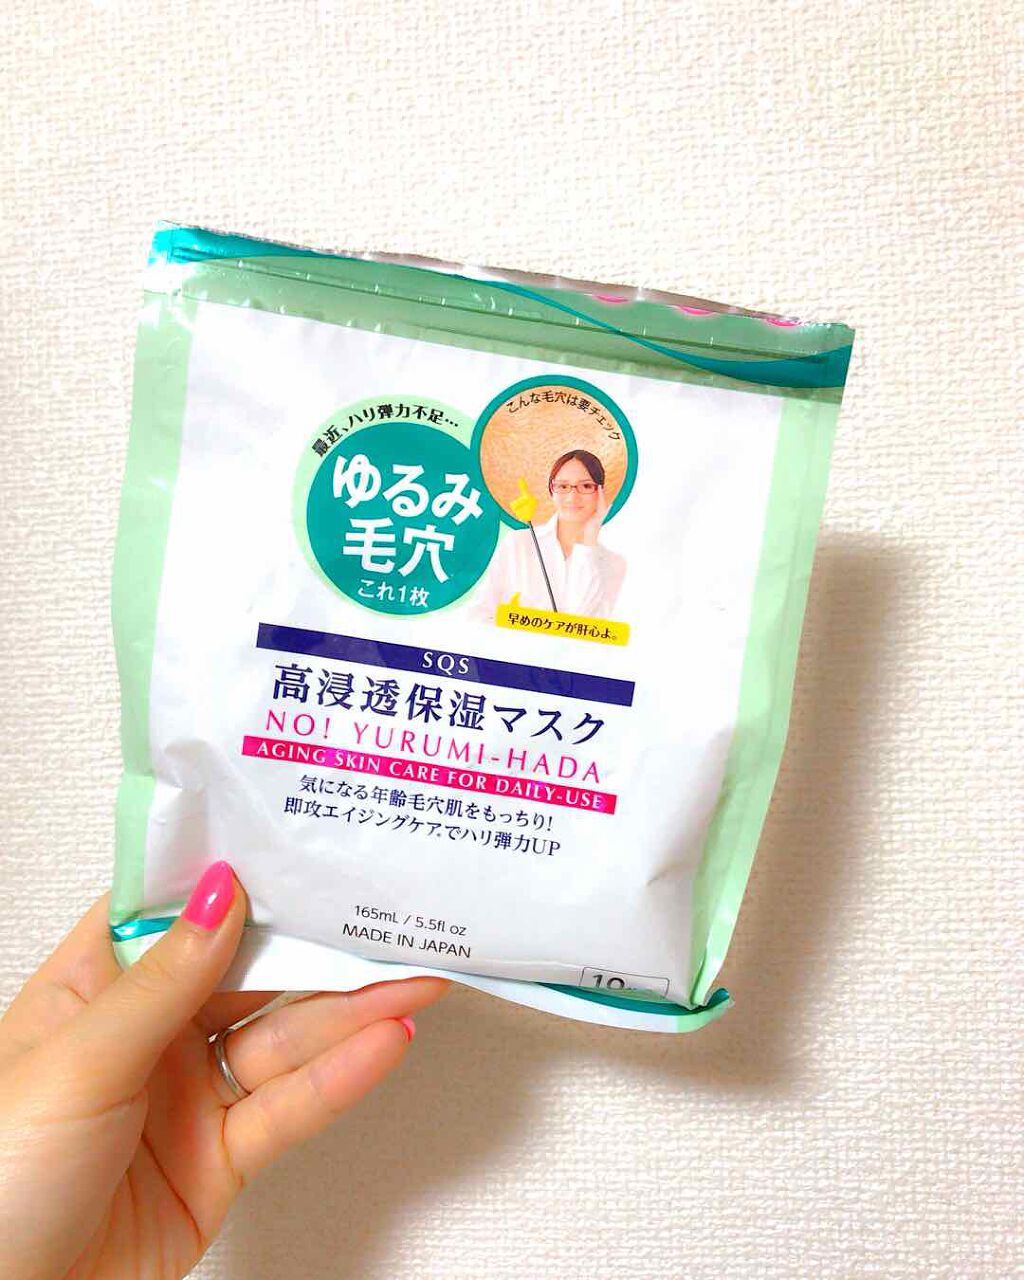 最近、ハリ弾力不足…
ゆるみ
毛穴
これ1枚
こんな毛穴は要チェック
早めのケアが肝心よ。
SQS
高浸透保湿マスク
NO! YURUMI-HADA
AGING SKIN CARE FOR DAILY-USE
気になる年齢毛穴肌をもっちり!
即攻エイジングケア*でハリ弾力UP
165mL / 5.5fl oz
MADE IN JAPAN
10